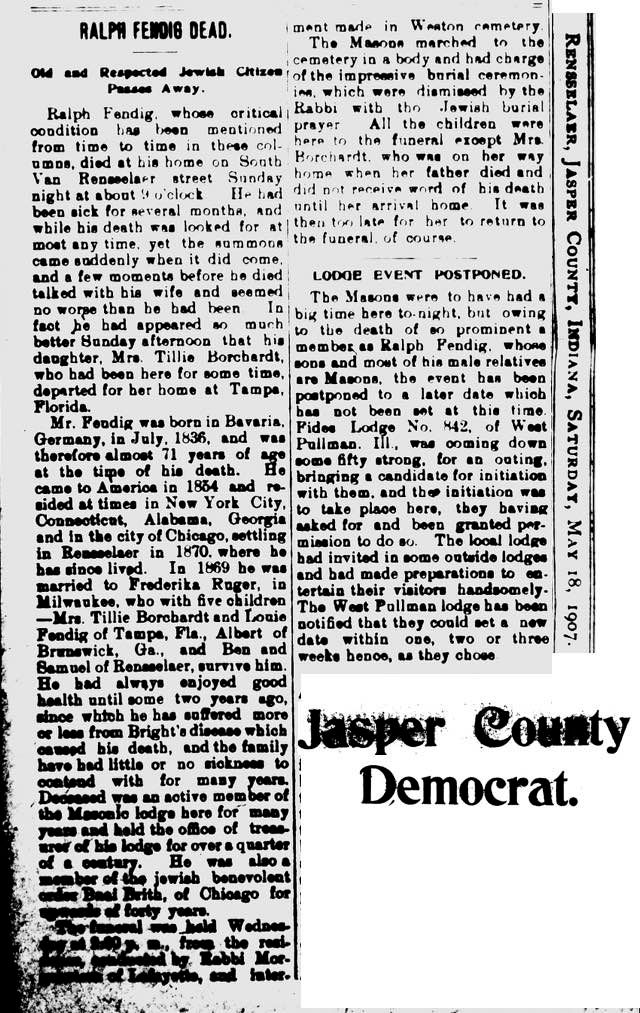 RALPH FENDIG DEAD.
Old and Respected Jewish Citizen
Passes Away.
Ralph Fendig, whose critical
condition has been mentioned
from time to time in these col-
umns, died at his home on South
Van Rensselaer street Sunday
night at about 9 o'clock He had
been sick for several months, and
while his death was looked for at
most any time, yet the summons
came suddenly when it did come,
and a few moments before he died
talked with his wife and seemed
no worse than he had been In
fact he had appeared so much
better Sunday afternoon that his
daughter, Mrs. Tillie Borchardt,
who had been here for some time,
departed for her home at Tampa,
Florida.
Mr. Fendig was born in Bavaria,
Germany, in July, 1836, and was
therefore almost 71 years of age
at the time of his death. He
came to America in 1854 and re-
sided at times in New York City,
Connecticut, Alabama, Georgia
and in the city of Chicago, settling
in Rensselaer in 1870, where he
has since lived. In 1869 he was
married to Frederika Ruger, in
Milwaukee, who with five children
—Mrs. Tillie Borchardt and Louie
Fendig of Tampa, Fla., Albert of
Brunswick, Ga., and Ben and
Samuel of Rensselaer, survive him.
He had always enjoyed good
health until some two years ago,
since which he has suffered more
or less from Bright's disease which
caused his death, and the family
have had little or no sickness to
contend with for many years.
Deceased was an active member of
the Masonic lodge here for many
years and held the office of treas-
urer of his lodge for over a quarter
of a century. He was also a
member of the jewish benevolent
order Bnai Brith, of Chicago for
upwards of forty years.
The funeral was held Wednes-
day at p. m., from the resi-
dence, conducted by Rabbi Mor-
of Lafayette, and inter-
ment made in Weston cemetery.
The Masons marched to the
cemetery in a body and had charge
of the impressive burial ceremon-
ies, which were dismissed by the
Rabbi with the Jewish burial
prayer All the children were
here to the funeral except Mrs.
Borchardt, who was on her way
home when her father died and
did not receive word of his death
until her arrival home. It was
then too late for her to return to
the funeral, of course.
LODGE EVENT POSTPONED.
The Masons were to have had a
big time here to-night, but owing
to the death of so prominent a
member as Ralph Fendig, whose
sons and most of his male relatives
are Masons, the event has been
postponed to a later date which
has not been set at this time.
Fides Lodge No. 842, of West
Pullman, Ill., was coming down
some fifty strong, for an outing,
bringing a candidate for initiation
with them, and the initiation was
to take place here, they having
asked for and been granted per-
mission to do so. The local lodge
had invited in some outside lodges
and had made preparations to en-
tertain their visitors handsomely-
The West Pullman lodge has been
notified that they could set a new
date within one, two or three
weeks hence, as they chose
RENSSELAER, JASPER COUNTY, INDIANA, SATURDAY, MAY 18, 1907.
Jasper County
Democrat.